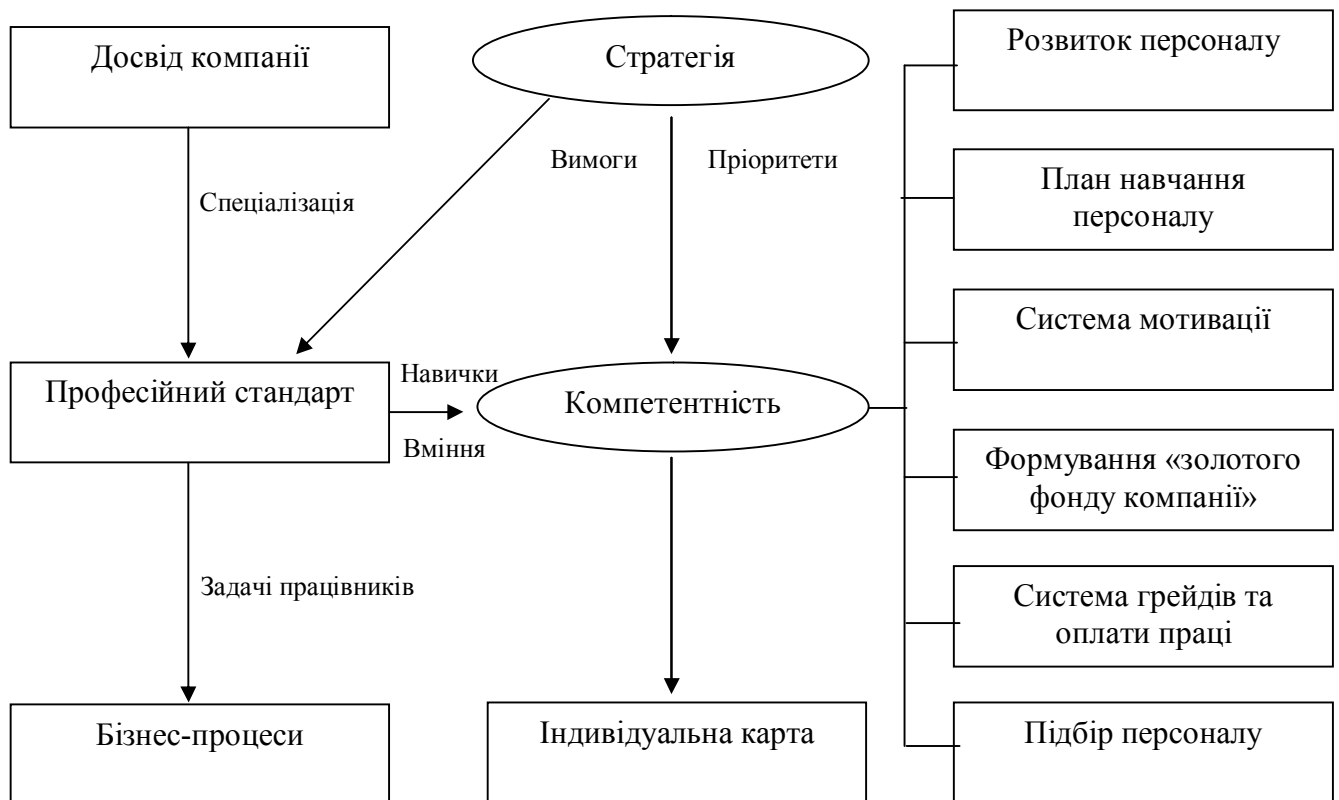 Досвід компанії
Стратегія
Розвиток персоналу
Вимоги
Пріоритети
План навчання
персоналу
Спеціалізація
Система мотивації
Професійний стандарт
Навички
Вміння
Компетентність
Формування «золотого
фонду компанії»
Задачі працівників
Система грейдів та
оплати праці
Бізнес-процеси
Індивідуальна карта
Підбір персоналу